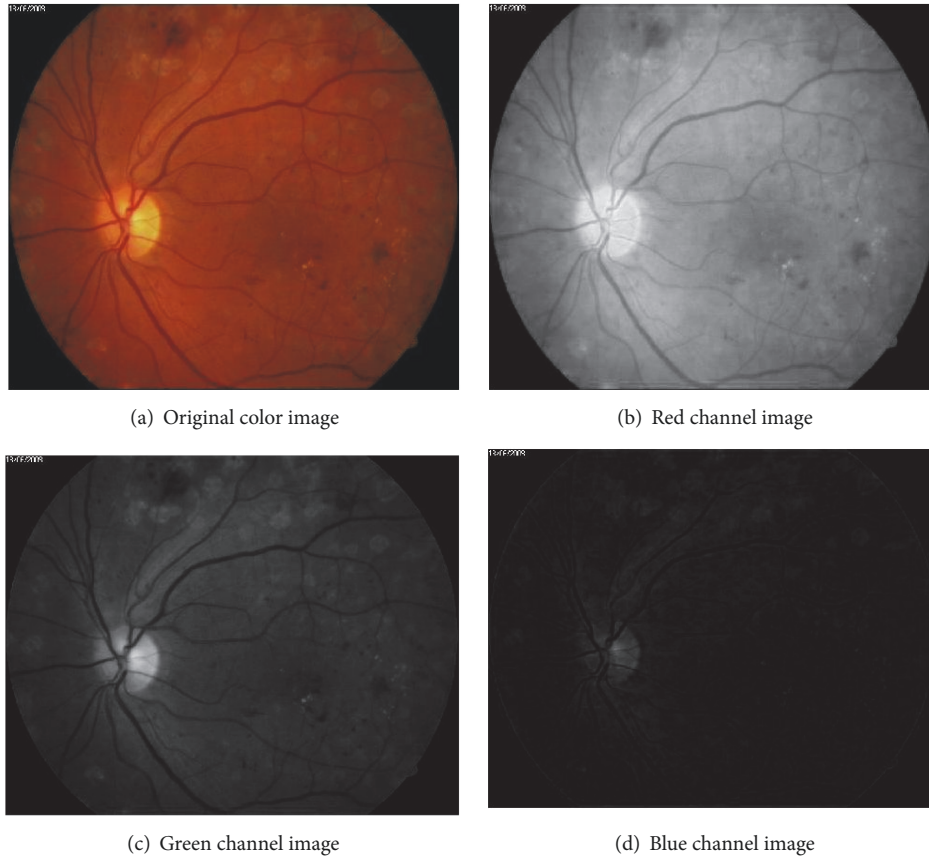 (a) Original color image
(b) Red channel image
(c) Green channel image
(d) Blue channel image